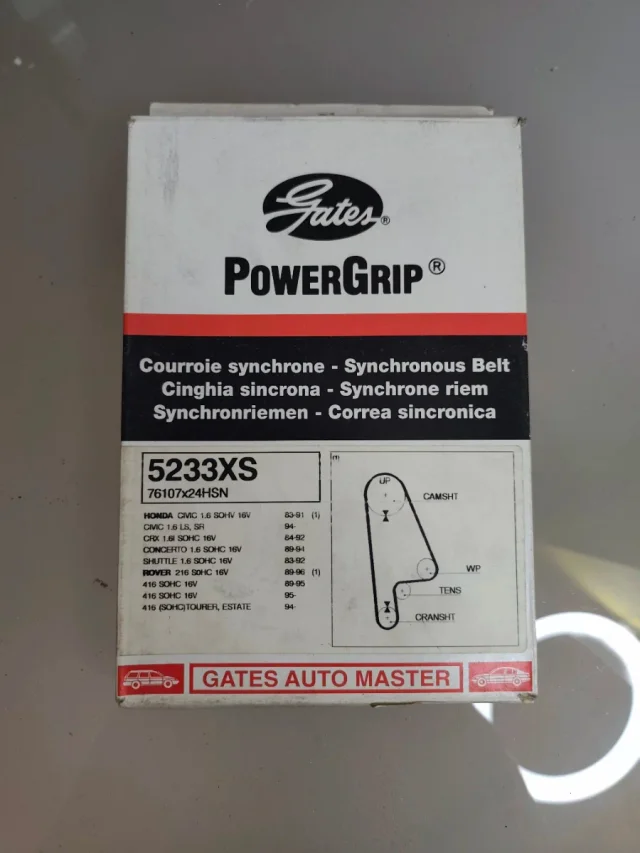 Gates®
POWERGRIP®
Courroie synchrone - Synchronous Belt
Cinghia sincrona - Synchrone riem
Synchronriemen - Correa sincronica
5233XS
76107x24HSN
HONDA CIVIC 1.6 SOHV 16V 83-91 (1)
CIVIC 1.6 LS, SR 94-
CRX 1.6I SOHC 16V 84-92
CONCERTO 1.6 SOHC 16V 89-94
SHUTTLE 1.6 SOHC 16V 83-92
ROVER 216 SOHC 16V 89-96 (1)
416 SOHC 16V 89-95
416 SOHC 16V 95-
416 (SOHC)TOURER, ESTATE 94-
m
UP
CAMSHT
WP
TENS
CRANSHT
GATES AUTO MASTER